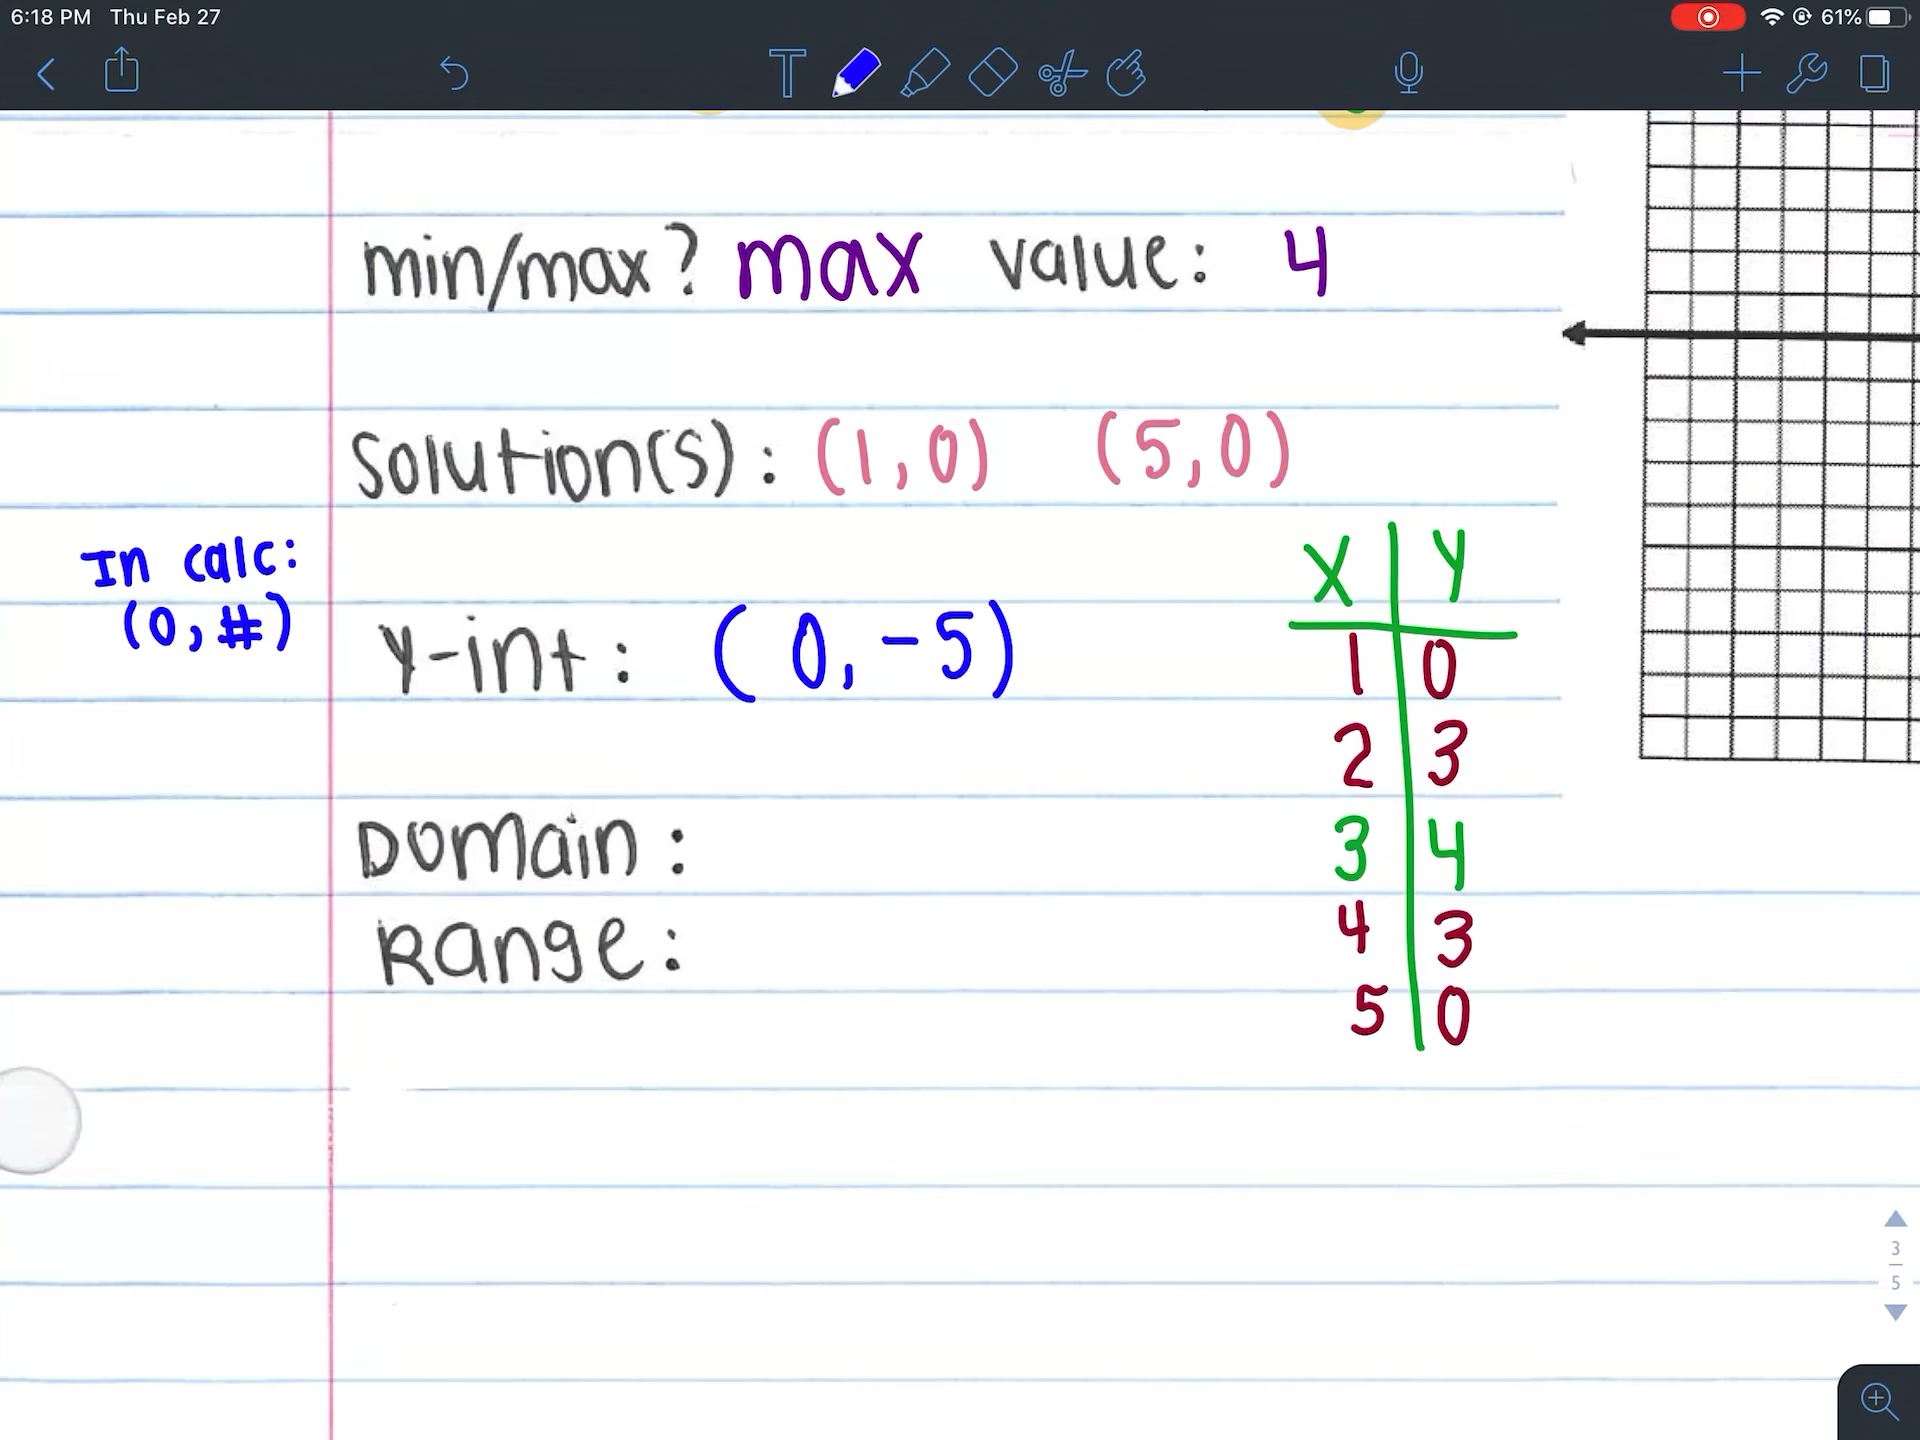 6:18 PM Thu Feb 27
61%
T
min/max? max value: 4
Solution(s): (1,0) (5,0)
In calc:
(0, #)
Y-int: (0, -5)
X Y
1 0
2 3
3 4
4 3
5 0
Domain:
Range:
3
5